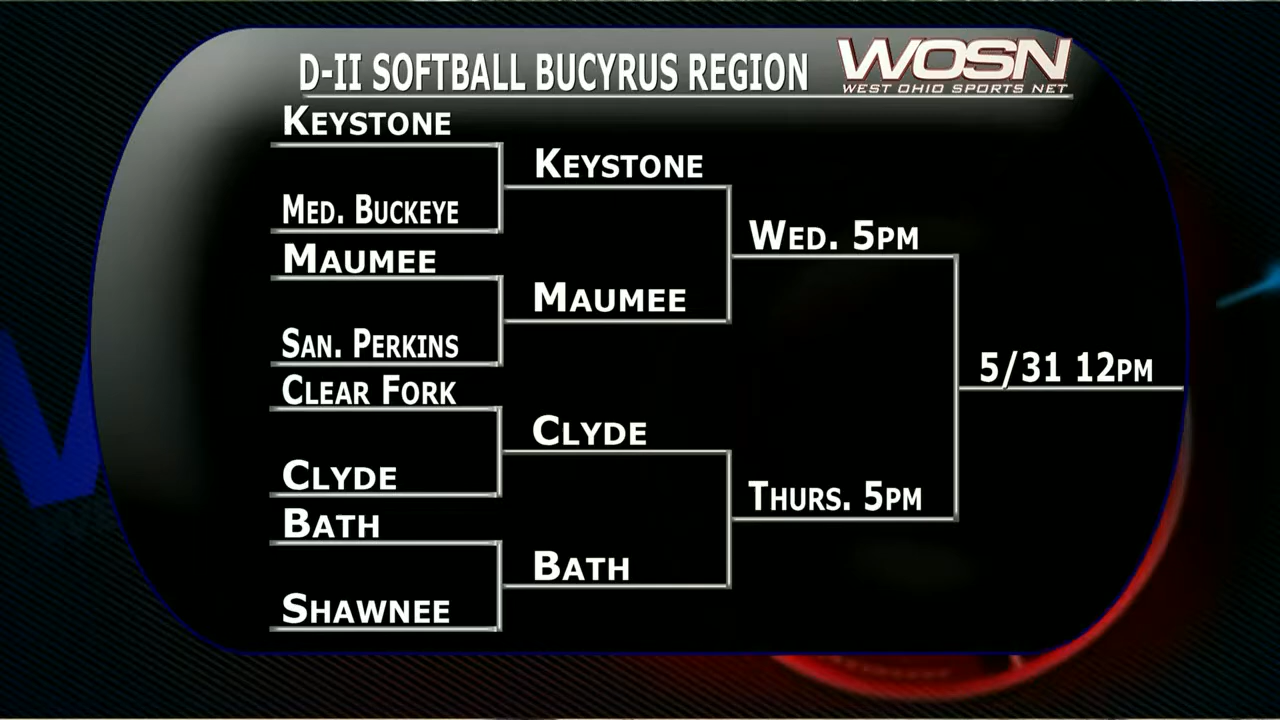 D-II SOFTBALL BUCYRUS REGION
WOSN
WEST OHIO SPORTS NET
KEYSTONE
MED. BUCKEYE
MAUMEE
SAN. PERKINS
CLEAR FORK
CLYDE
BATH
SHAWNEE
KEYSTONE
MAUMEE
CLYDE
BATH
WED. 5PM
THURS. 5PM
5/31 12PM